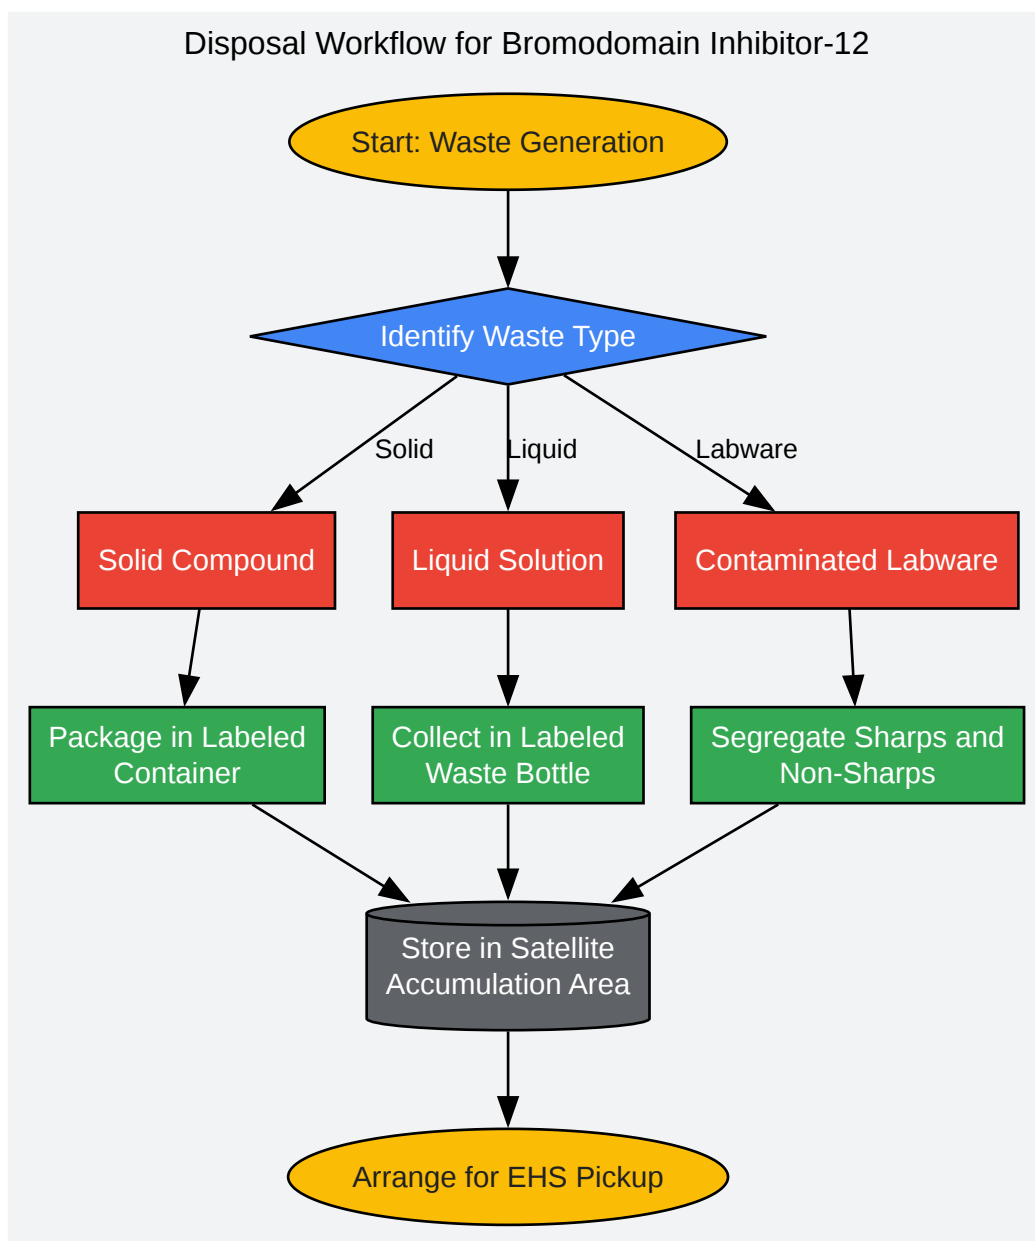 Disposal Workflow for Bromodomain Inhibitor-12
Start: Waste Generation
Identify Waste Type
Solid
Liquid
Labware
Solid Compound
Liquid Solution
Contaminated Labware
Package in Labeled
Container
Collect in Labeled
Waste Bottle
Segregate Sharps and
Non-Sharps
Store in Satellite
Accumulation Area
Arrange for EHS Pickup